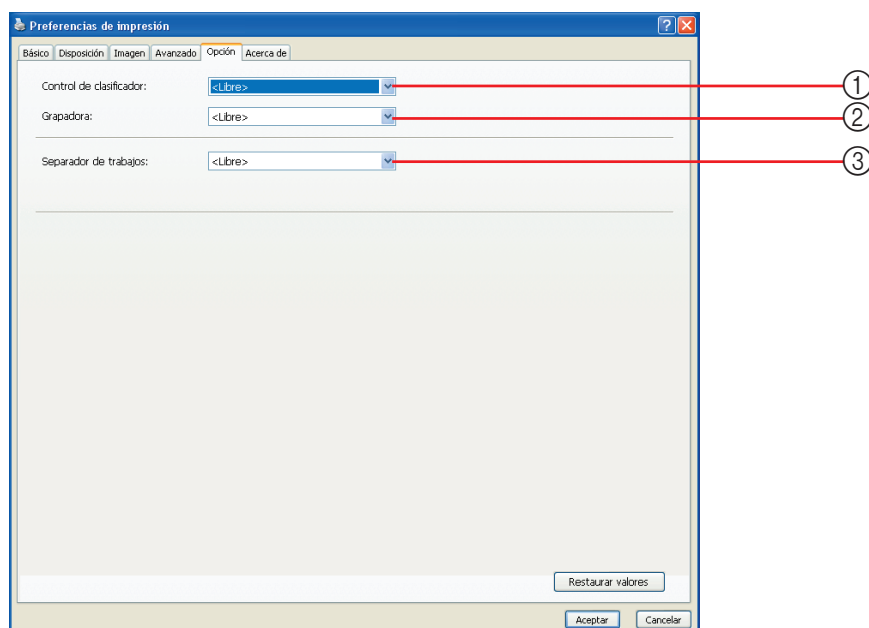 Preferencias de impresión
Básico Disposición Imagen Avanzado Opción Acerca de
Control de clasificador: <Libre> ①
Grapadora: <Libre> ②
Separador de trabajos: <Libre> ③
Restaurar valores
Aceptar Cancelar